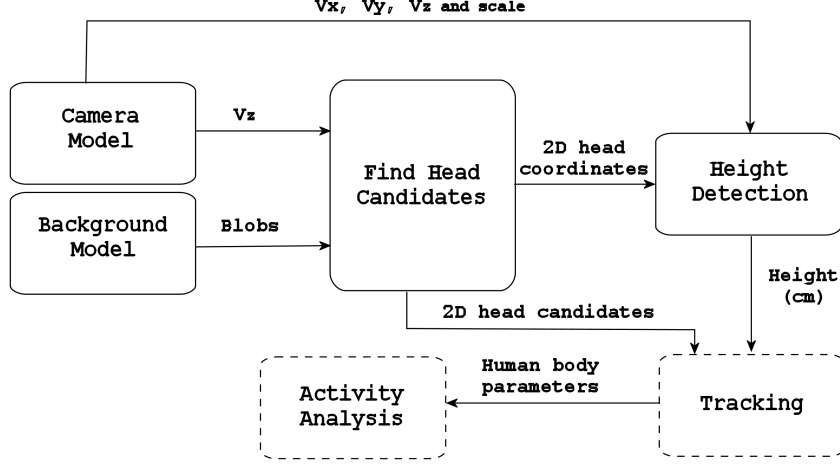 Vx, Vy, Vz and scale
Camera
Model
Vz
Find Head
Candidates
2D head
coordinates
Height
Detection
Background
Model
Blobs
Height
(cm)
2D head candidates
Human body
parameters
Activity
Analysis
Tracking